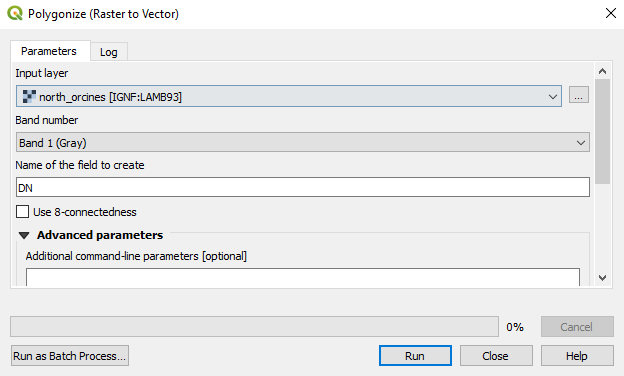 Polygonize (Raster to Vector)
Parameters
Log
Input layer
north_orcines [IGNF:LAMB93]
...
Band number
Band 1 (Gray)
Name of the field to create
DN
Use 8-connectedness
Advanced parameters
Additional command-line parameters [optional]
0%
Cancel
Run as Batch Process...
Run
Close
Help